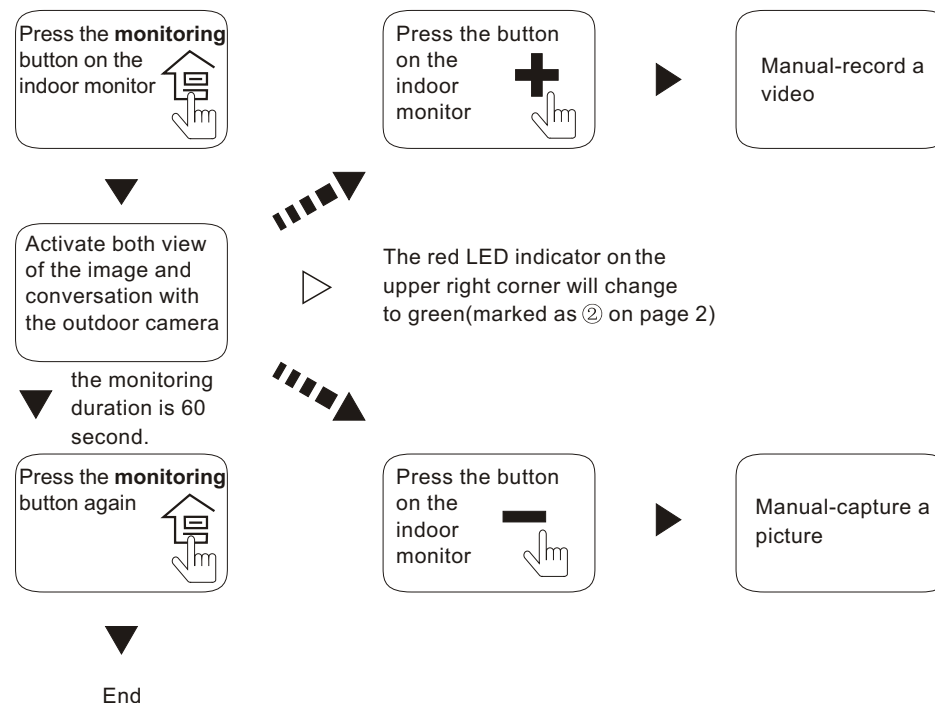 Press the monitoring
button on the
indoor monitor
Press the button
on the
indoor
monitor
Manual-record a
video
Activate both view
of the image and
conversation with
the outdoor camera
The red LED indicator on the
upper right corner will change
to green(marked as ② on page 2)
the monitoring
duration is 60
second.
Press the monitoring
button again
Press the button
on the
indoor
monitor
Manual-capture a
picture
End